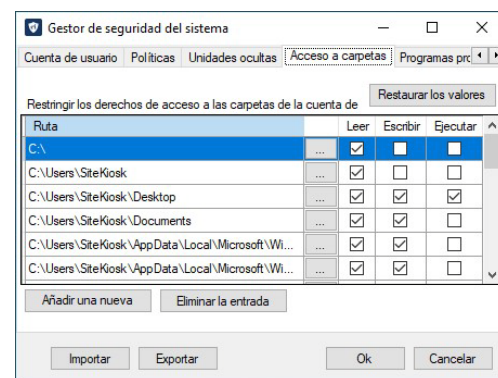 Gestor de seguridad del sistema
Cuenta de usuario Políticas Unidades ocultas Acceso a carpetas Programas prc
Restringir los derechos de acceso a las carpetas de la cuenta de Restaurar los valores
Ruta Leer Escribir Ejecutar
C:\ ...
C:\Users\SiteKiosk ...
C:\Users\SiteKiosk\Desktop ...
C:\Users\SiteKiosk\Documents ...
C:\Users\SiteKiosk\AppData\Local\Microsoft\Wi... ...
C:\Users\SiteKiosk\AppData\Local\Microsoft\Wi... ...
Añadir una nueva Eliminar la entrada
Importar Exportar Ok Cancelar